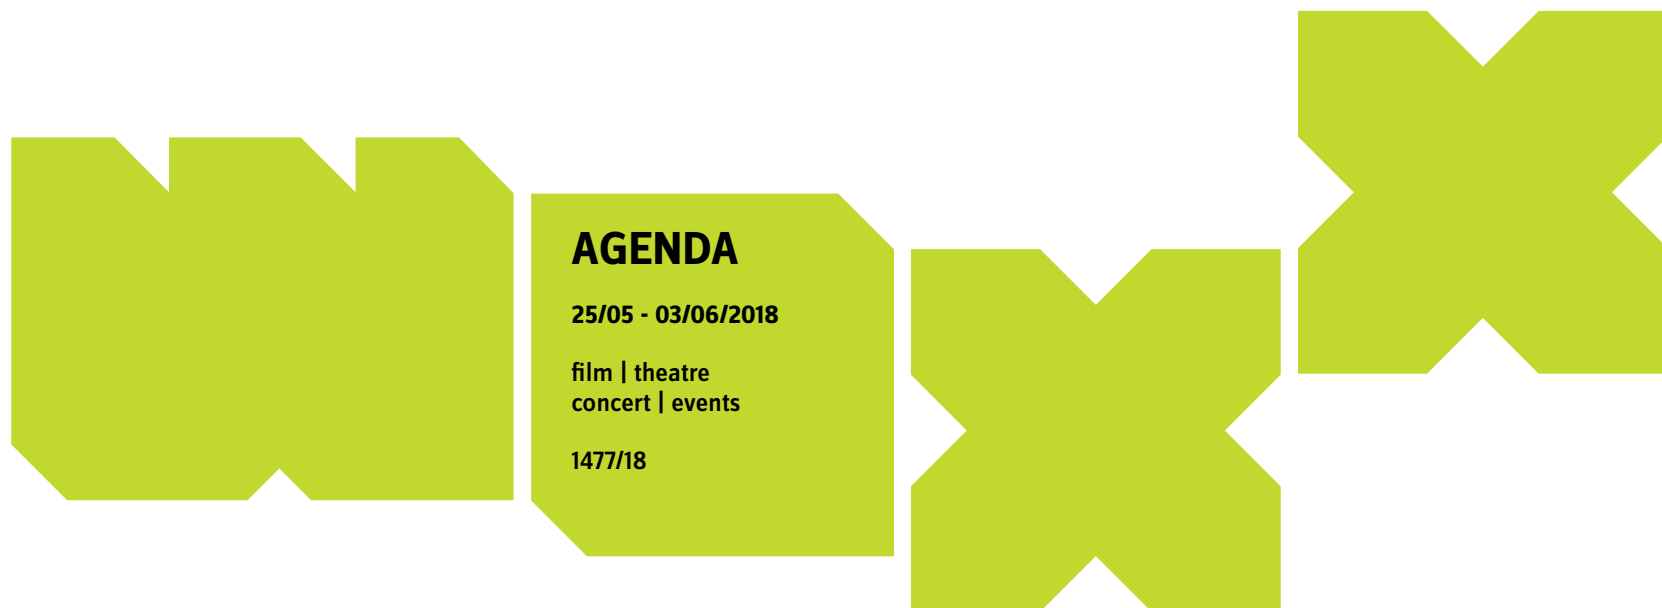 AGENDA
25/05 - 03/06/2018
film | theatre
concert | events
1477/18